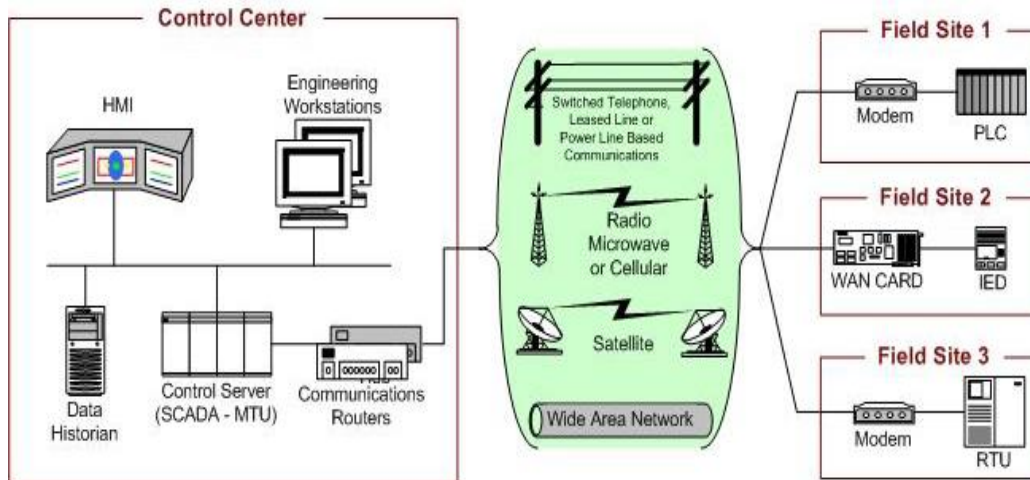 Control Center
HMI
Engineering
Workstations
Data
Historian
Control Server
(SCADA - MTU)
Communications
Routers
Switched Telephone,
Leased Line or
Power Line Based
Communications
Radio
Microwave
or Cellular
Satellite
Wide Area Network
Field Site 1
Modem
PLC
Field Site 2
WAN CARD
IED
Field Site 3
Modem
RTU